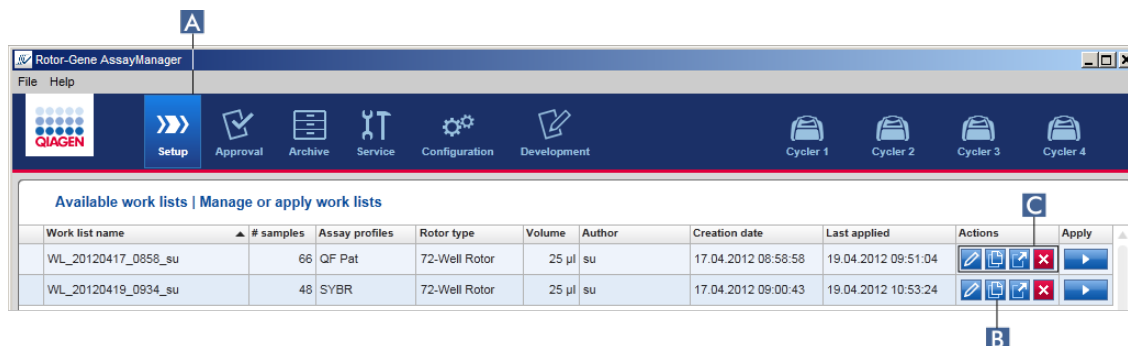 A
Rotor-Gene AssayManager
File Help
QIAGEN
Setup Approval Archive Service Configuration Development Cycler 1 Cycler 2 Cycler 3 Cycler 4
Available work lists | Manage or apply work lists
C
Work list name # samples Assay profiles Rotor type Volume Author Creation date Last applied Actions Apply
WL_20120417_0858_su 66 QF Pat 72-Well Rotor 25 µl su 17.04.2012 08:58:58 19.04.2012 09:51:04
WL_20120419_0934_su 48 SYBR 72-Well Rotor 25 µl su 17.04.2012 09:00:43 19.04.2012 10:53:24
B